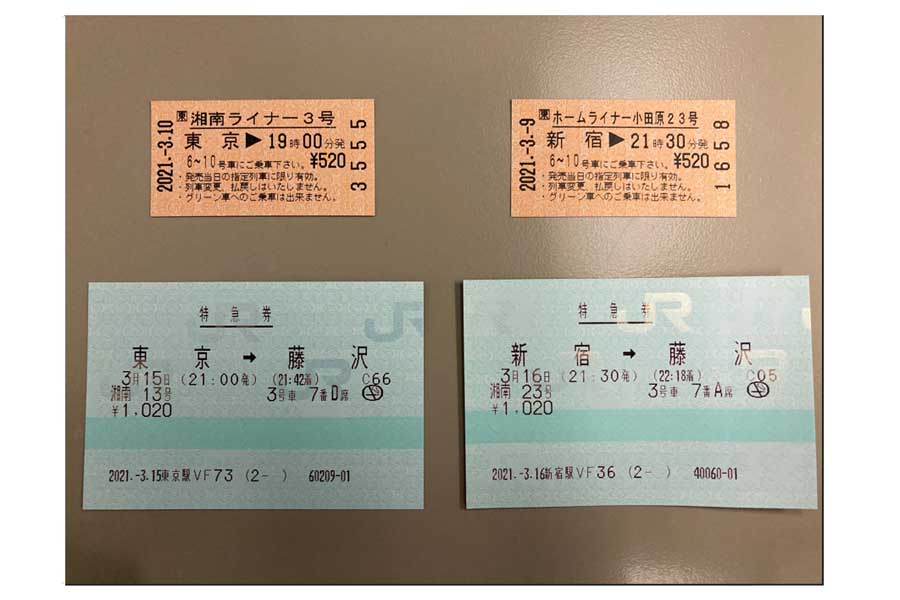 2021.-3.10
東 湘南ライナー3号
東 京 ▶ 19時00分発
6~10号車にご乗車下さい。 ¥520
・発売当日の指定列車に限り有効。
・列車変更、払戻しはいたしません。
・グリーン車へのご乗車は出来ません。
3555
2021.-3.-9
東 ホームライナー小田原23号
新 宿 ▶ 21時30分発
6~10号車にご乗車下さい。 ¥520
・発売当日の指定列車に限り有効。
・列車変更、払戻しはいたしません。
・グリーン車へのご乗車は出来ません。
1658
特 急 券
東 京 → 藤 沢
3月15日 (21:00発) (21:42着) C66
湘南 13号 3号車 7番D席
¥1,020
2021.-3.15東京駅VF73 (2- ) 60209-01
JR
特 急 券
新 宿 → 藤 沢
3月16日 (21:30発) (22:18着) C05
湘南 23号 3号車 7番A席
¥1,020
2021.-3.16新宿駅VF36 (2- ) 40060-01
JR